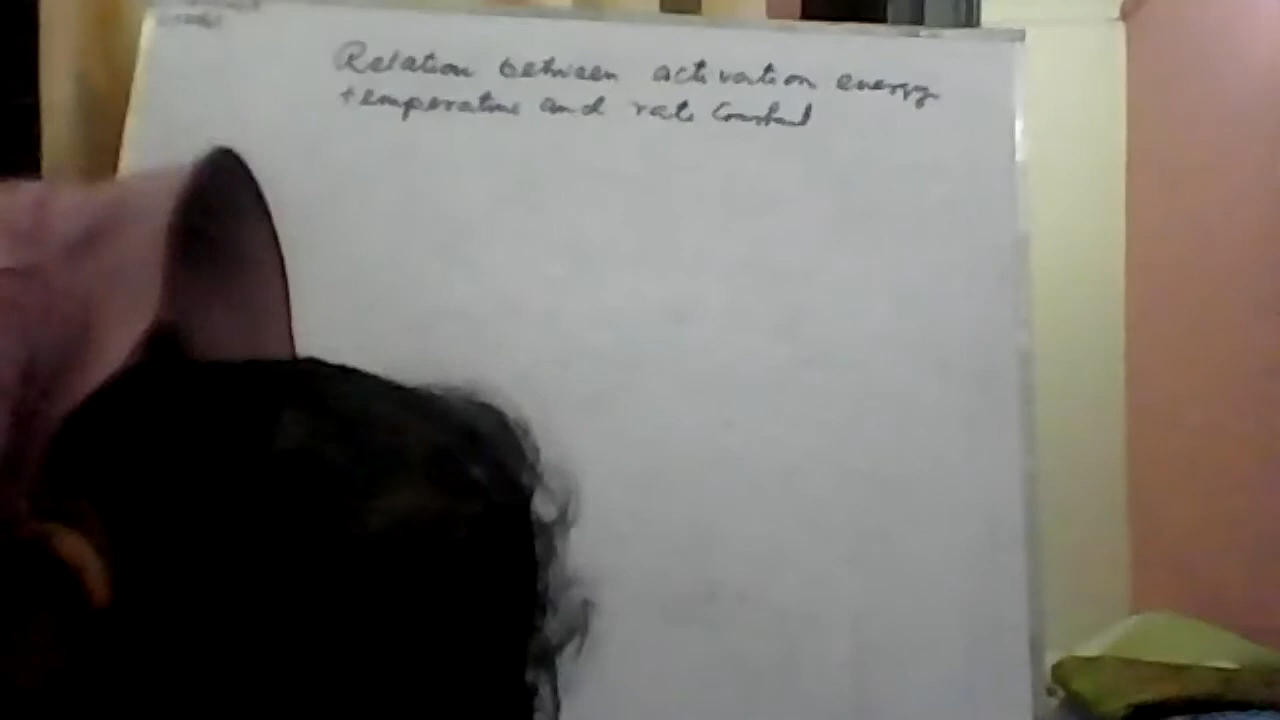 Relation between activation energy
temperature and rate constant